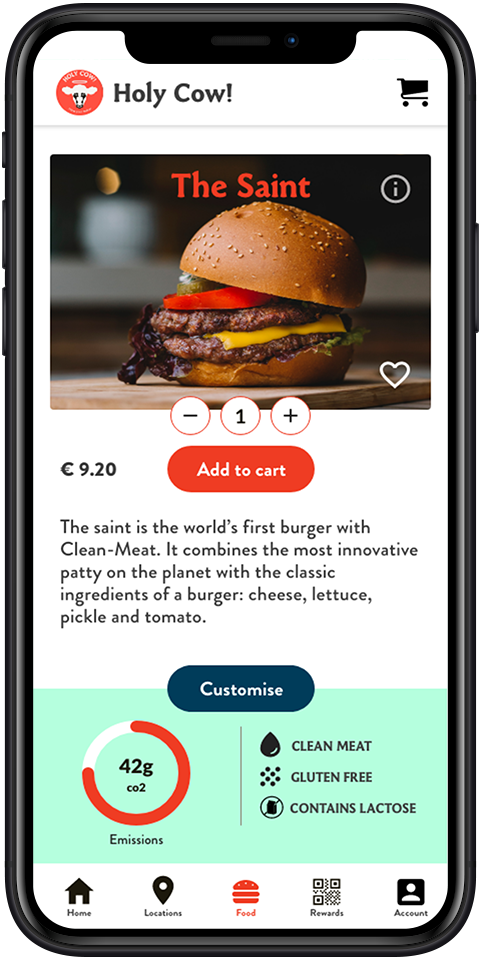 HOLY COW!
Holy Cow!
The Saint
1
€ 9.20
Add to cart
The saint is the world's first burger with
Clean-Meat. It combines the most innovative
patty on the planet with the classic
ingredients of a burger: cheese, lettuce,
pickle and tomato.
Customise
42g
co2
Emissions
CLEAN MEAT
GLUTEN FREE
CONTAINS LACTOSE
Home
Locations
Food
Rewards
Account